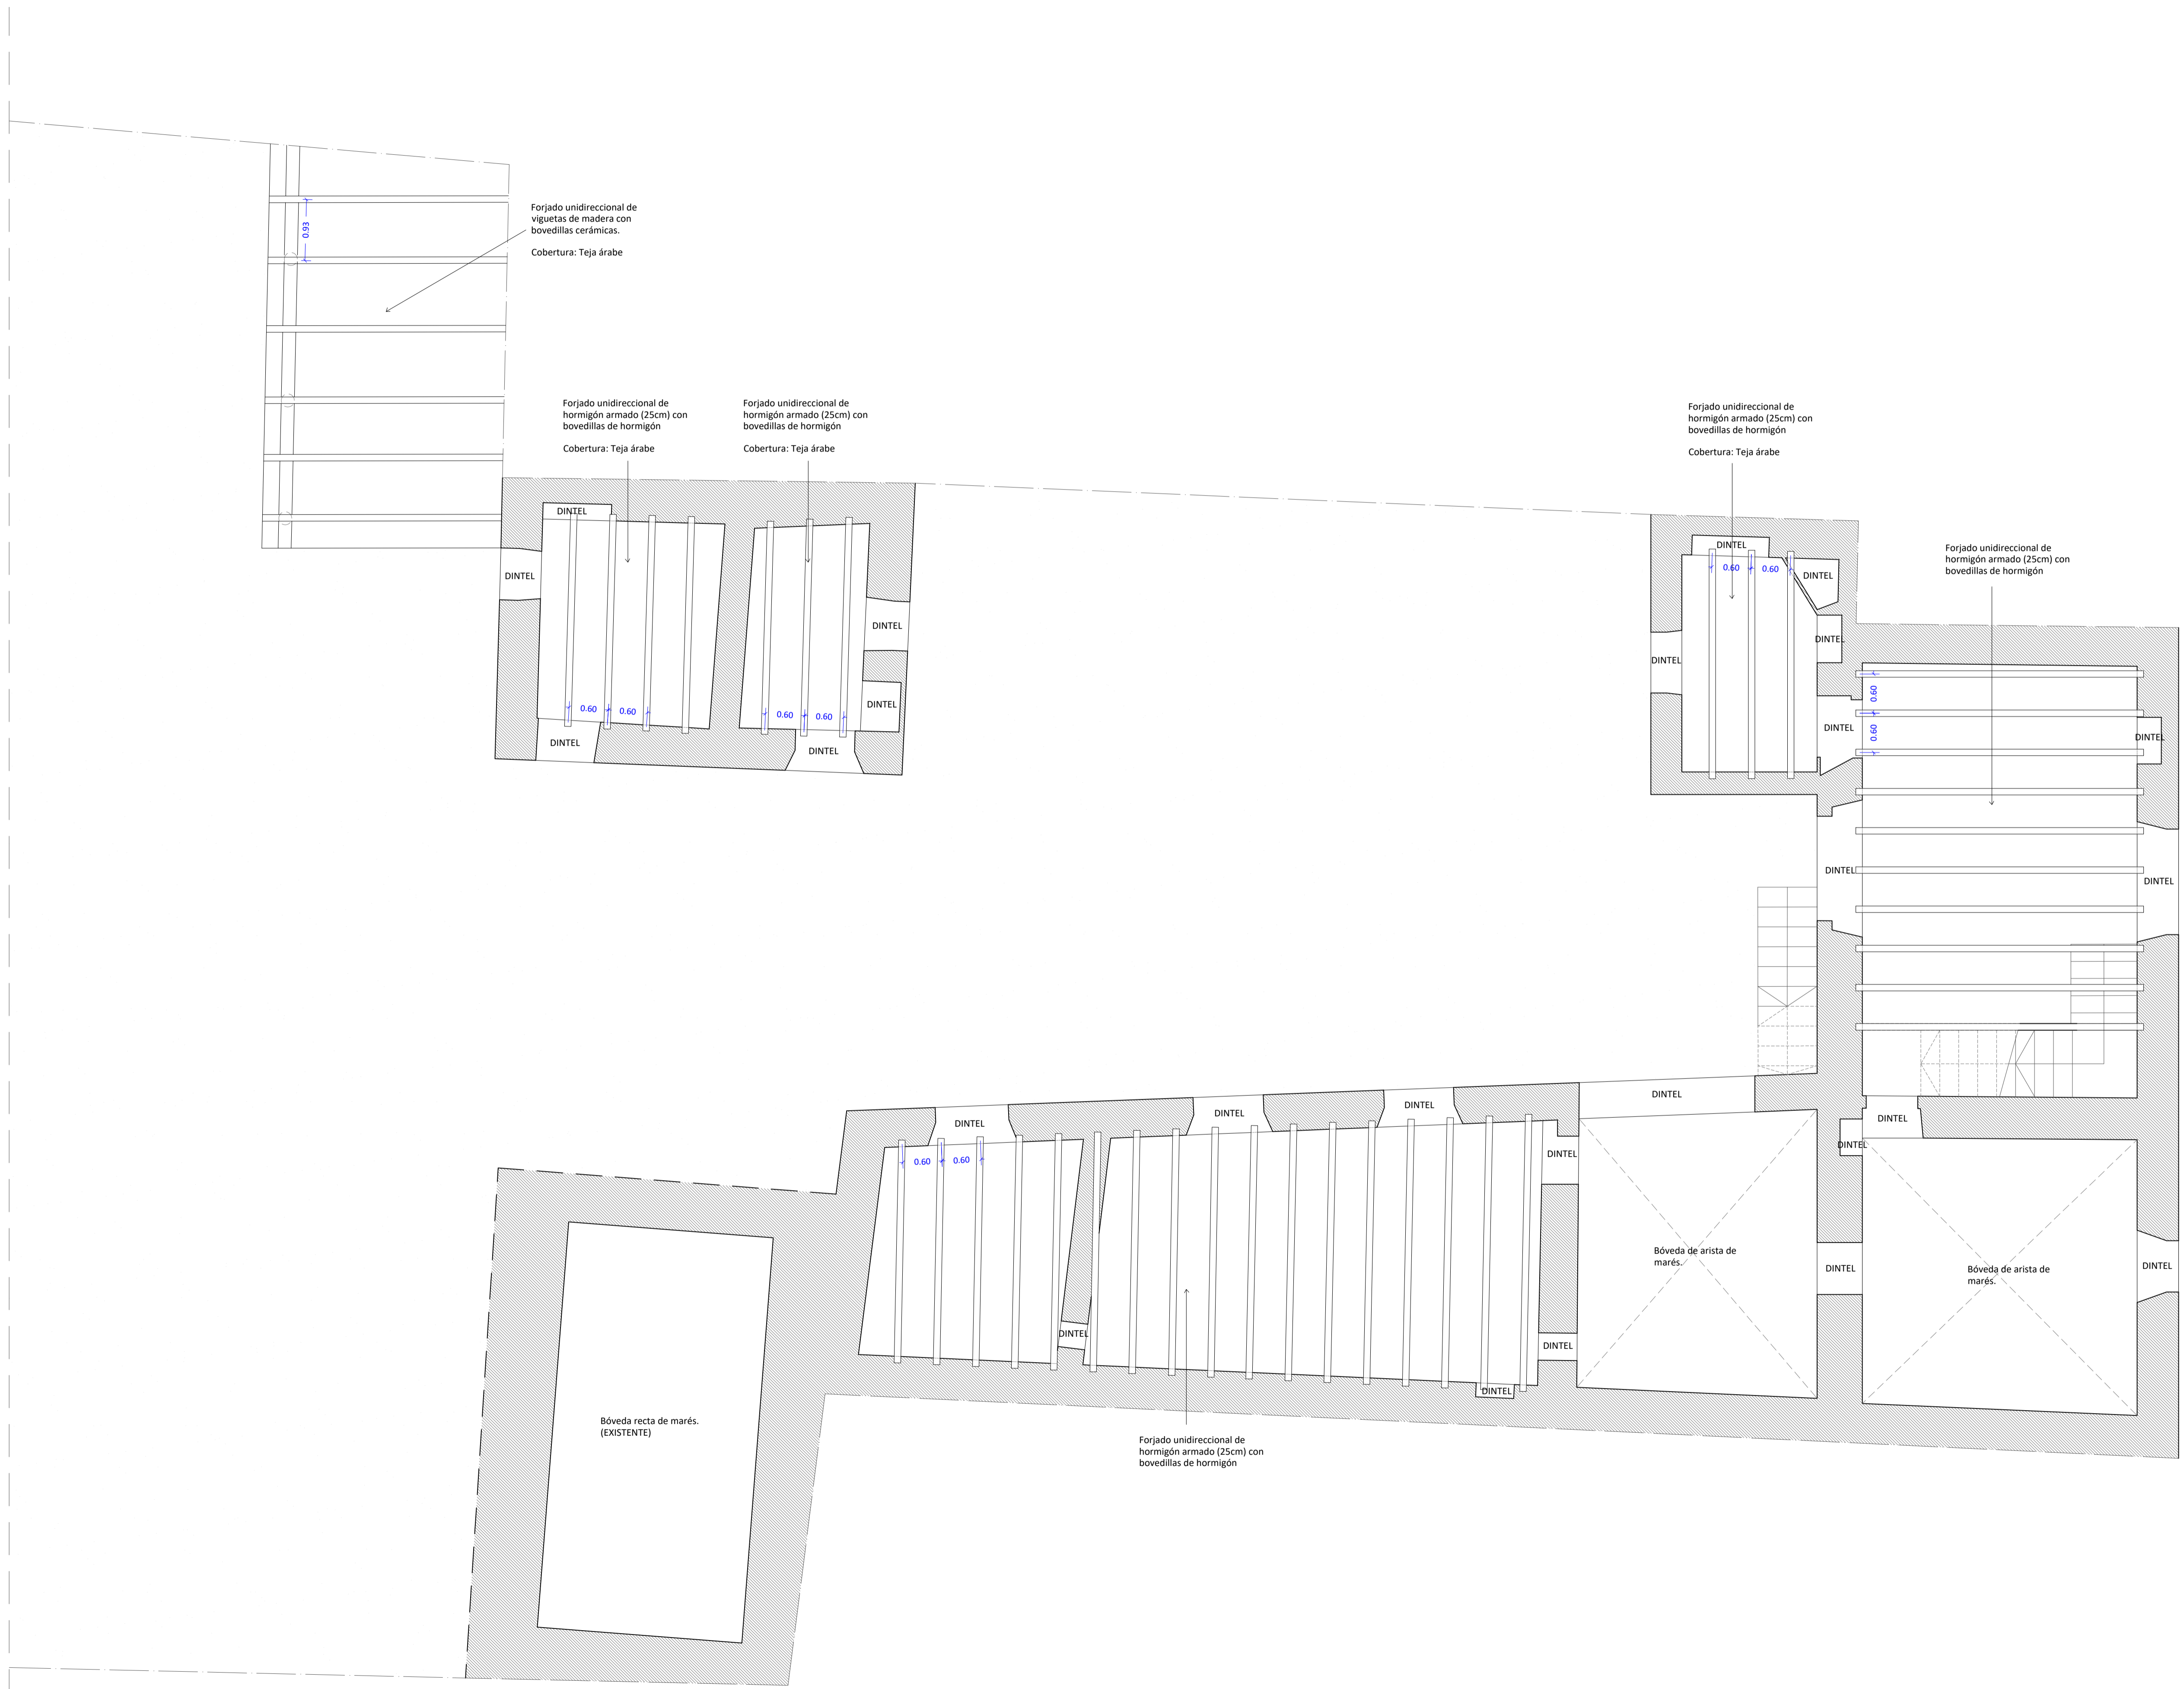 Forjado unidireccional de
viguetas de madera con
bovedillas cerámicas.
Cobertura: Teja árabe
0.93
Forjado unidireccional de
hormigón armado (25cm) con
bovedillas de hormigón
Cobertura: Teja árabe
Forjado unidireccional de
hormigón armado (25cm) con
bovedillas de hormigón
Cobertura: Teja árabe
Forjado unidireccional de
hormigón armado (25cm) con
bovedillas de hormigón
Cobertura: Teja árabe
Forjado unidireccional de
hormigón armado (25cm) con
bovedillas de hormigón
DINTEL
DINTEL
DINTEL
DINTEL
DINTEL
DINTEL
0.60
0.60
0.60
0.60
DINTEL
0.60
0.60
DINTEL
DINTEL
DINTEL
0.60
0.60
DINTEL
DINTEL
DINTEL
DINTEL
DINTEL
DINTEL
DINTEL
DINTEL
DINTEL
DINTEL
DINTEL
0.60
0.60
DINTEL
DINTEL
DINTEL
DINTEL
DINTEL
DINTEL
Bóveda de arista de
marés.
Bóveda de arista de
marés.
Bóveda recta de marés.
(EXISTENTE)
Forjado unidireccional de
hormigón armado (25cm) con
bovedillas de hormigón